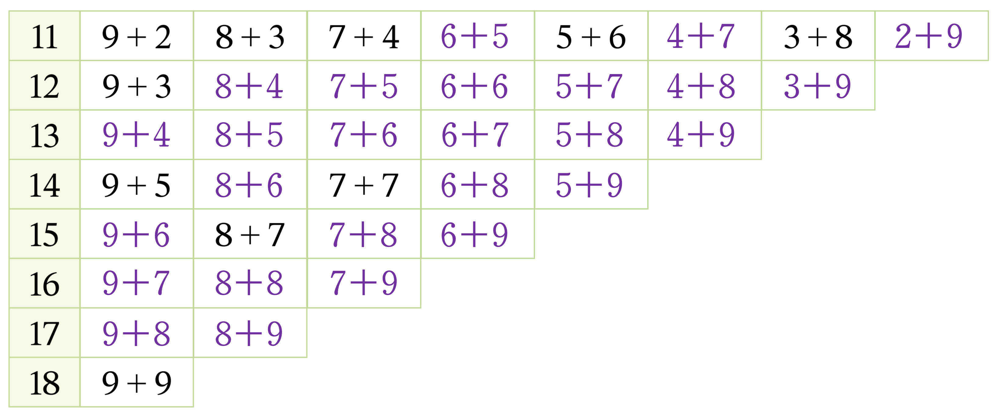 11 9 + 2 8 + 3 7 + 4 6+5 5 + 6 4+7 3 + 8 2+9
12 9 + 3 8+4 7+5 6+6 5+7 4+8 3+9
13 9+4 8+5 7+6 6+7 5+8 4+9
14 9 + 5 8+6 7 + 7 6+8 5+9
15 9+6 8 + 7 7+8 6+9
16 9+7 8+8 7+9
17 9+8 8+9
18 9 + 9